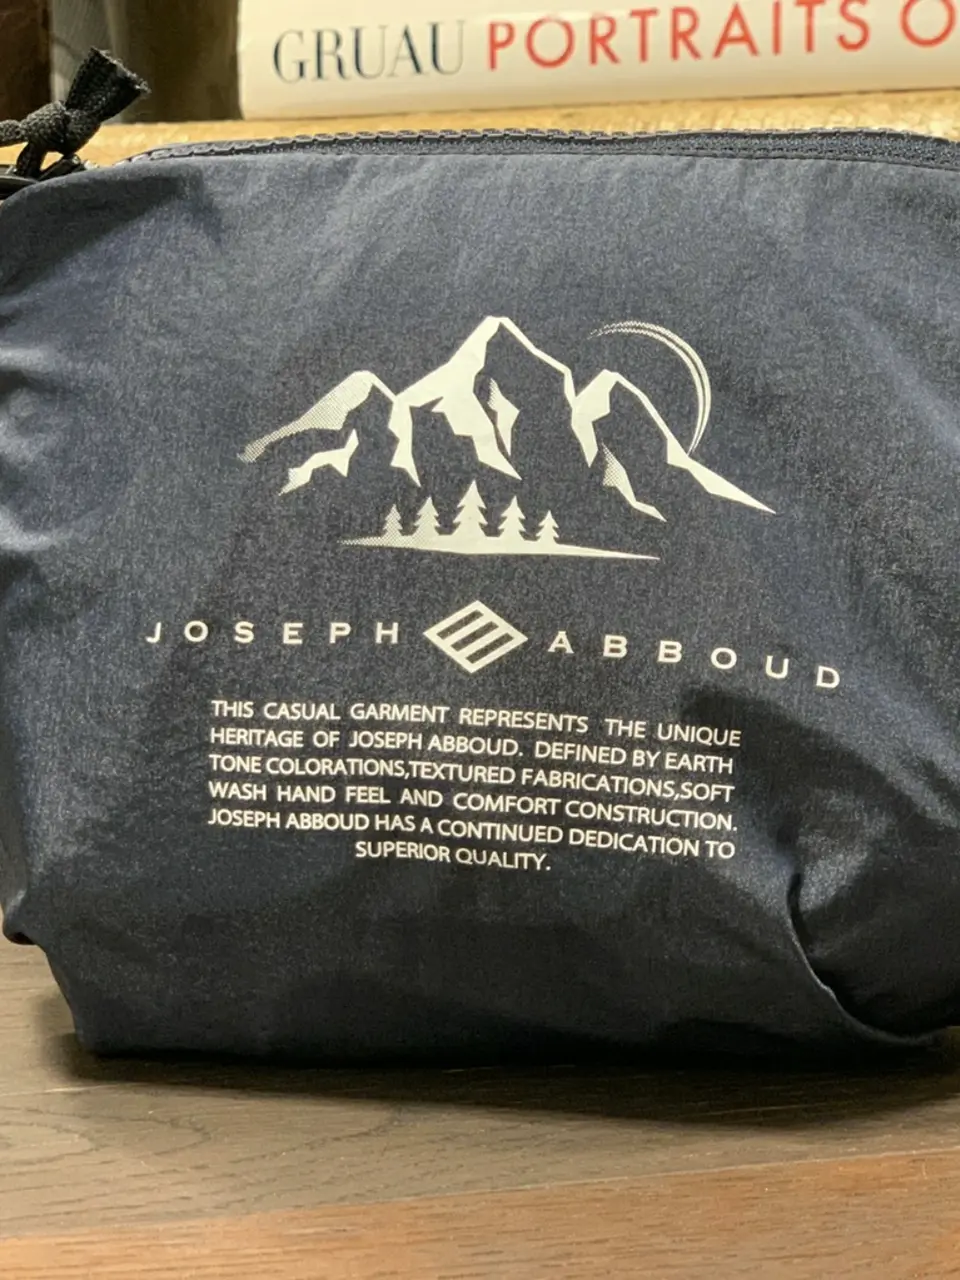 GRUAU PORTRAITS O
JOSEPH ABBOUD
THIS CASUAL GARMENT REPRESENTS THE UNIQUE
HERITAGE OF JOSEPH ABBOUD. DEFINED BY EARTH
TONE COLORATIONS,TEXTURED FABRICATIONS,SOFT
WASH HAND FEEL AND COMFORT CONSTRUCTION.
JOSEPH ABBOUD HAS A CONTINUED DEDICATION TO
SUPERIOR QUALITY.